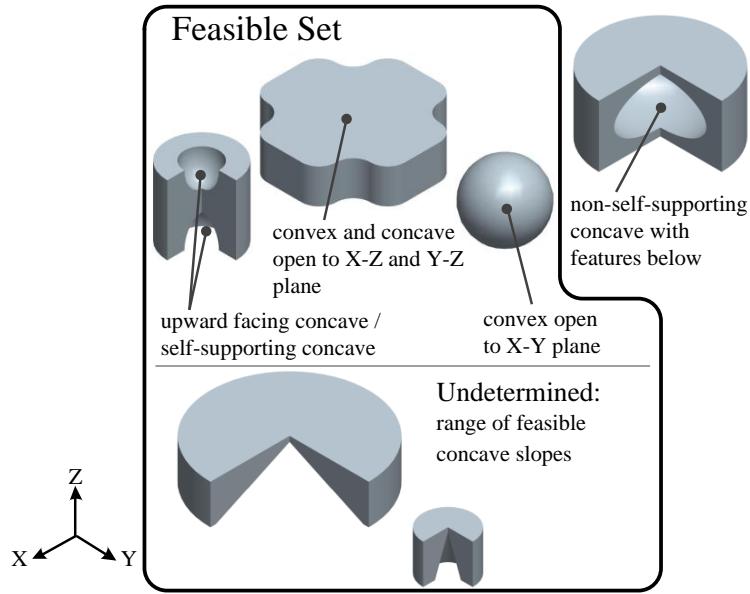 Feasible Set
convex and concave
open to X-Z and Y-Z
plane
non-self-supporting
concave with
features below
upward facing concave /
self-supporting concave
convex open
to X-Y plane
Undetermined:
range of feasible
concave slopes
Z
X
Y